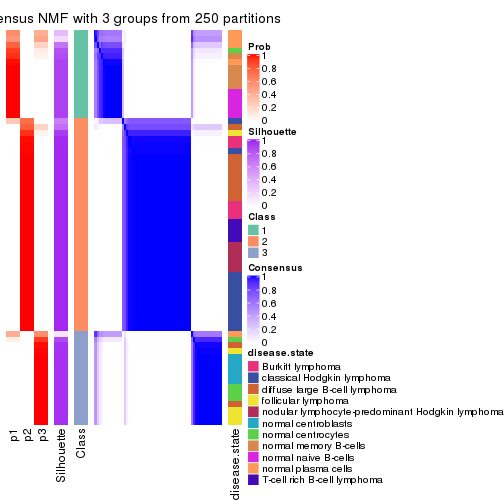 ensus NMF with 3 groups from 250 partitions
Prob
1
0.8
0.6
0.4
0.2
0
Silhouette
1
0.8
0.6
0.4
0.2
0
Class
1
2
3
Consensus
1
0.8
0.6
0.4
0.2
0
disease.state
Burkitt lymphoma
classical Hodgkin lymphoma
diffuse large B-cell lymphoma
follicular lymphoma
nodular lymphocyte-predominant Hodgkin lymphoma
normal centroblasts
normal centrocytes
normal memory B-cells
normal naive B-cells
normal plasma cells
T-cell rich B-cell lymphoma
p1
p2
p3
Silhouette
Class
disease.state